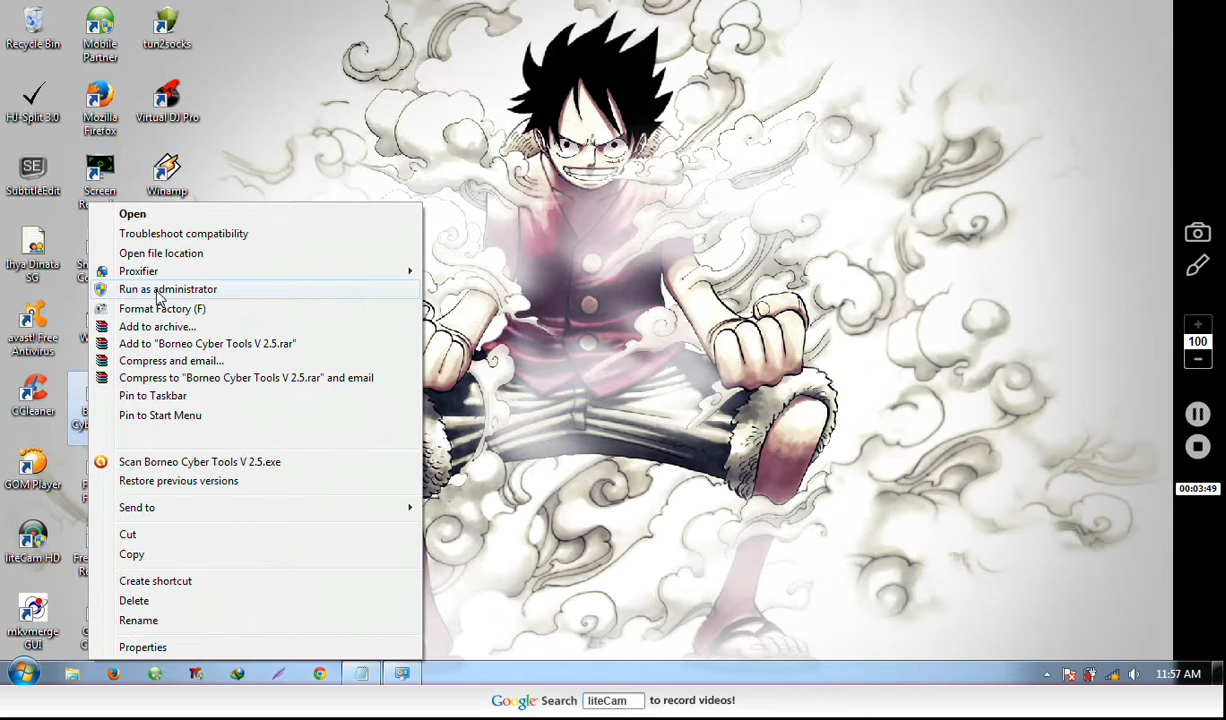 Recycle Bin
Mobile
Partner
tun2socks
HJ-Split 3.0
Mozilla
Firefox
Virtual DJ Pro
SE
SubtitleEdit
Screen
Winamp
Ihya Dinata
SG
avast! Free
Antivirus
CCleaner
GOM Player
liteCam HD
mkvmerge
GUI
Open
Troubleshoot compatibility
Open file location
Proxifier
Run as administrator
Format Factory (F)
Add to archive...
Add to "Borneo Cyber Tools V 2.5.rar"
Compress and email...
Compress to "Borneo Cyber Tools V 2.5.rar" and email
Pin to Taskbar
Pin to Start Menu
Scan Borneo Cyber Tools V 2.5.exe
Restore previous versions
Send to
Cut
Copy
Create shortcut
Delete
Rename
Properties
100
00:03:49
11:57 AM
Google Search liteCam to record videos!